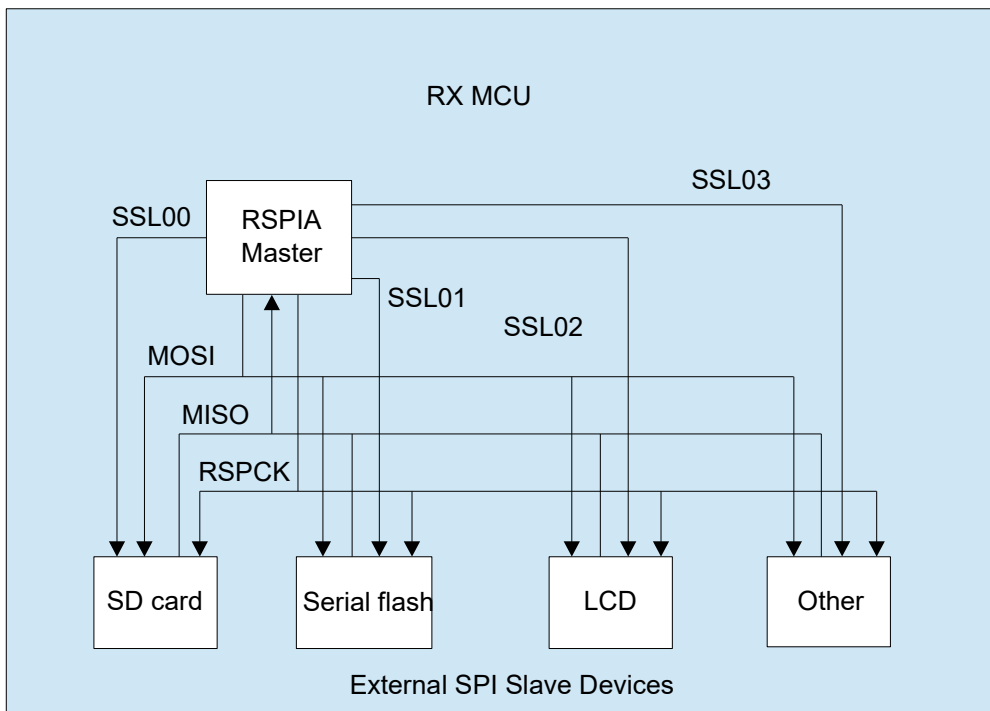 RX MCU
SSL03
SSL00
RSPIA
Master
SSL01
SSL02
MOSI
MISO
RSPCK
SD card
Serial flash
LCD
Other
External SPI Slave Devices